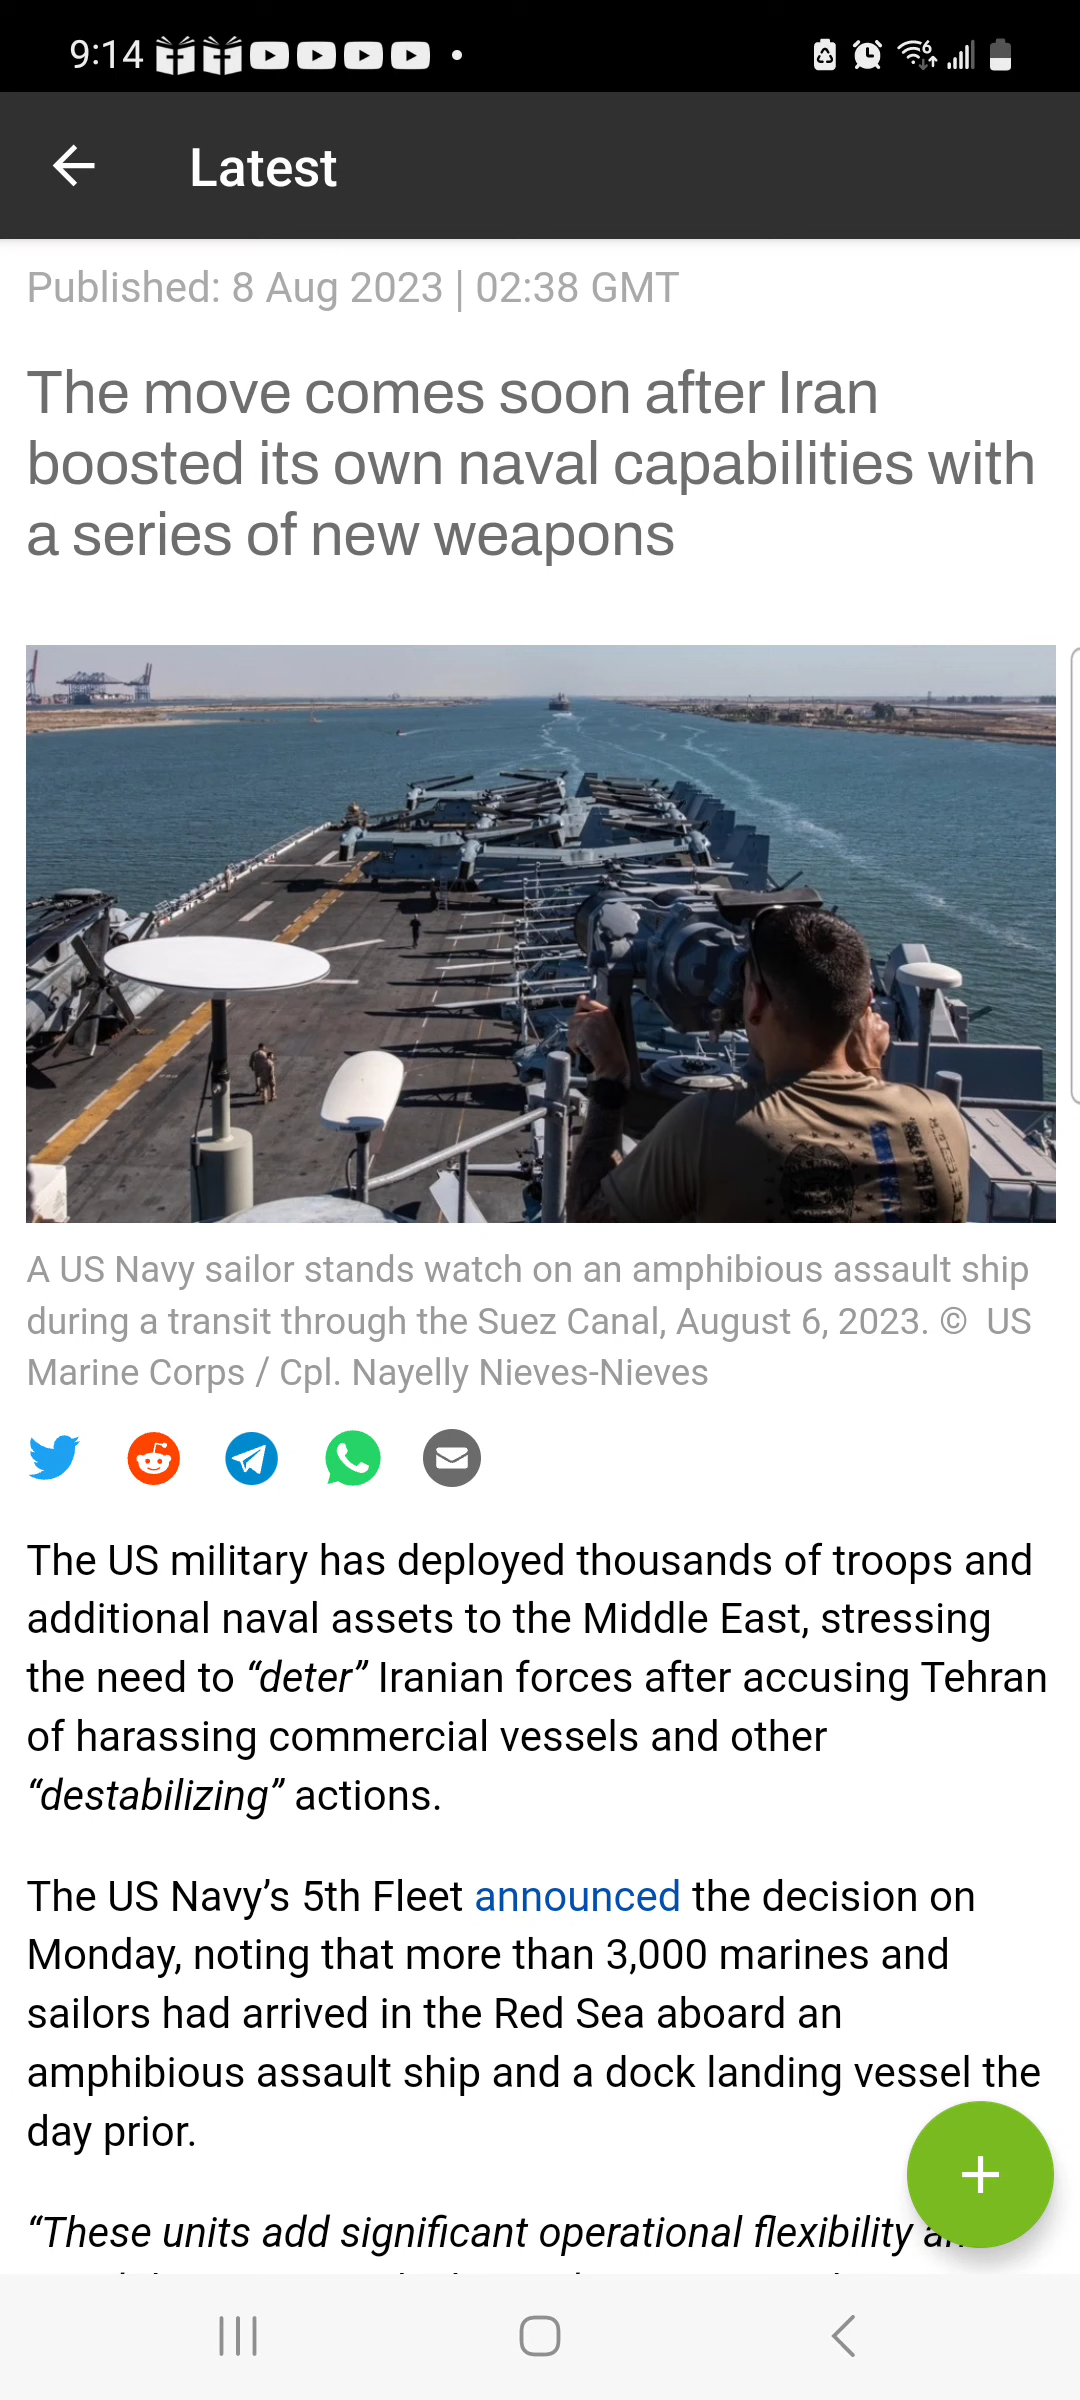 9:14
Latest
Published: 8 Aug 2023 | 02:38 GMT
The move comes soon after Iran
boosted its own naval capabilities with
a series of new weapons
A US Navy sailor stands watch on an amphibious assault ship
during a transit through the Suez Canal, August 6, 2023. © US
Marine Corps / Cpl. Nayelly Nieves-Nieves
The US military has deployed thousands of troops and
additional naval assets to the Middle East, stressing
the need to “deter” Iranian forces after accusing Tehran
of harassing commercial vessels and other
“destabilizing” actions.
The US Navy’s 5th Fleet announced the decision on
Monday, noting that more than 3,000 marines and
sailors had arrived in the Red Sea aboard an
amphibious assault ship and a dock landing vessel the
day prior.
“These units add significant operational flexibility